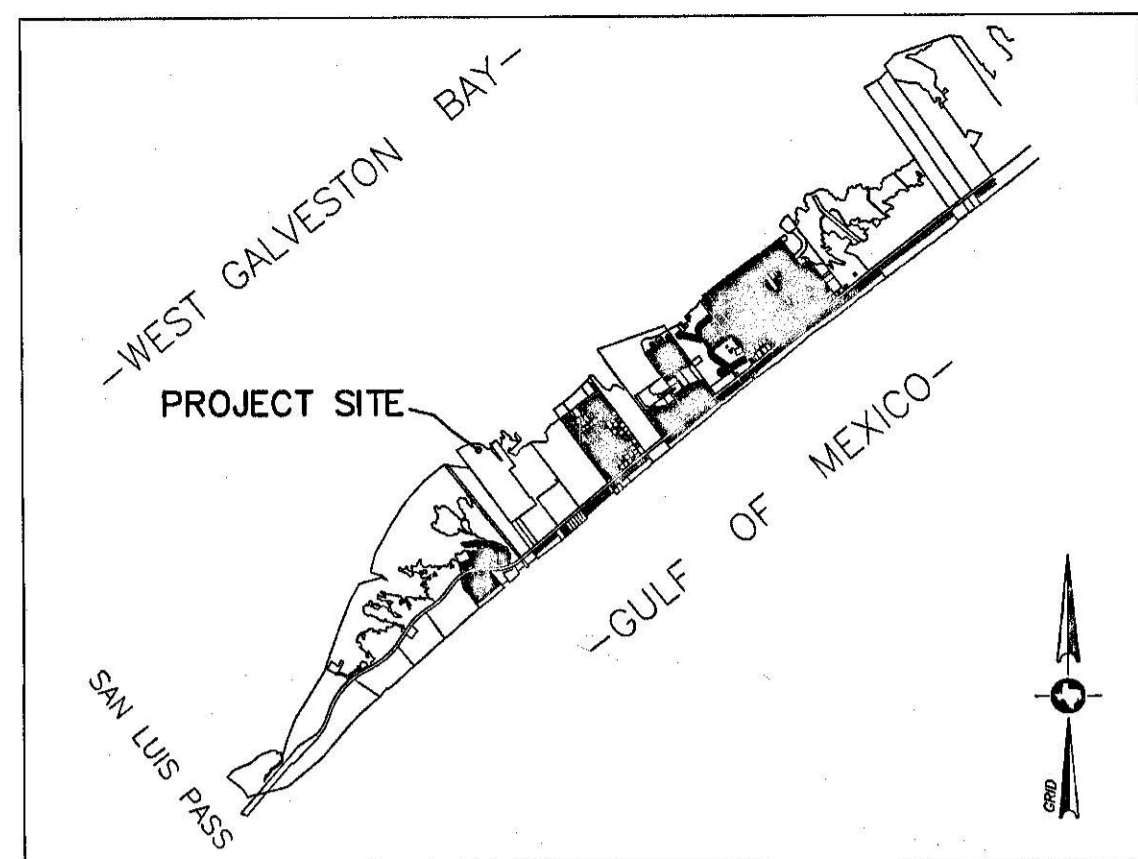 -WEST GALVESTON BAY-
PROJECT SITE
-GULF OF MEXICO-
SAN LUIS PASS
GRID